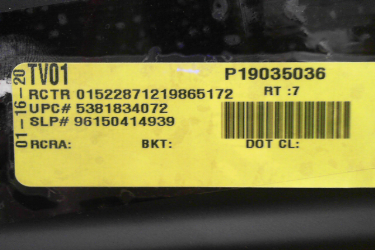 01-16-20
TV01 P19035036
RCTR 01522871219865172 RT :7
UPC# 5381834072
SLP# 96150414939
RCRA: BKT: DOT CL: